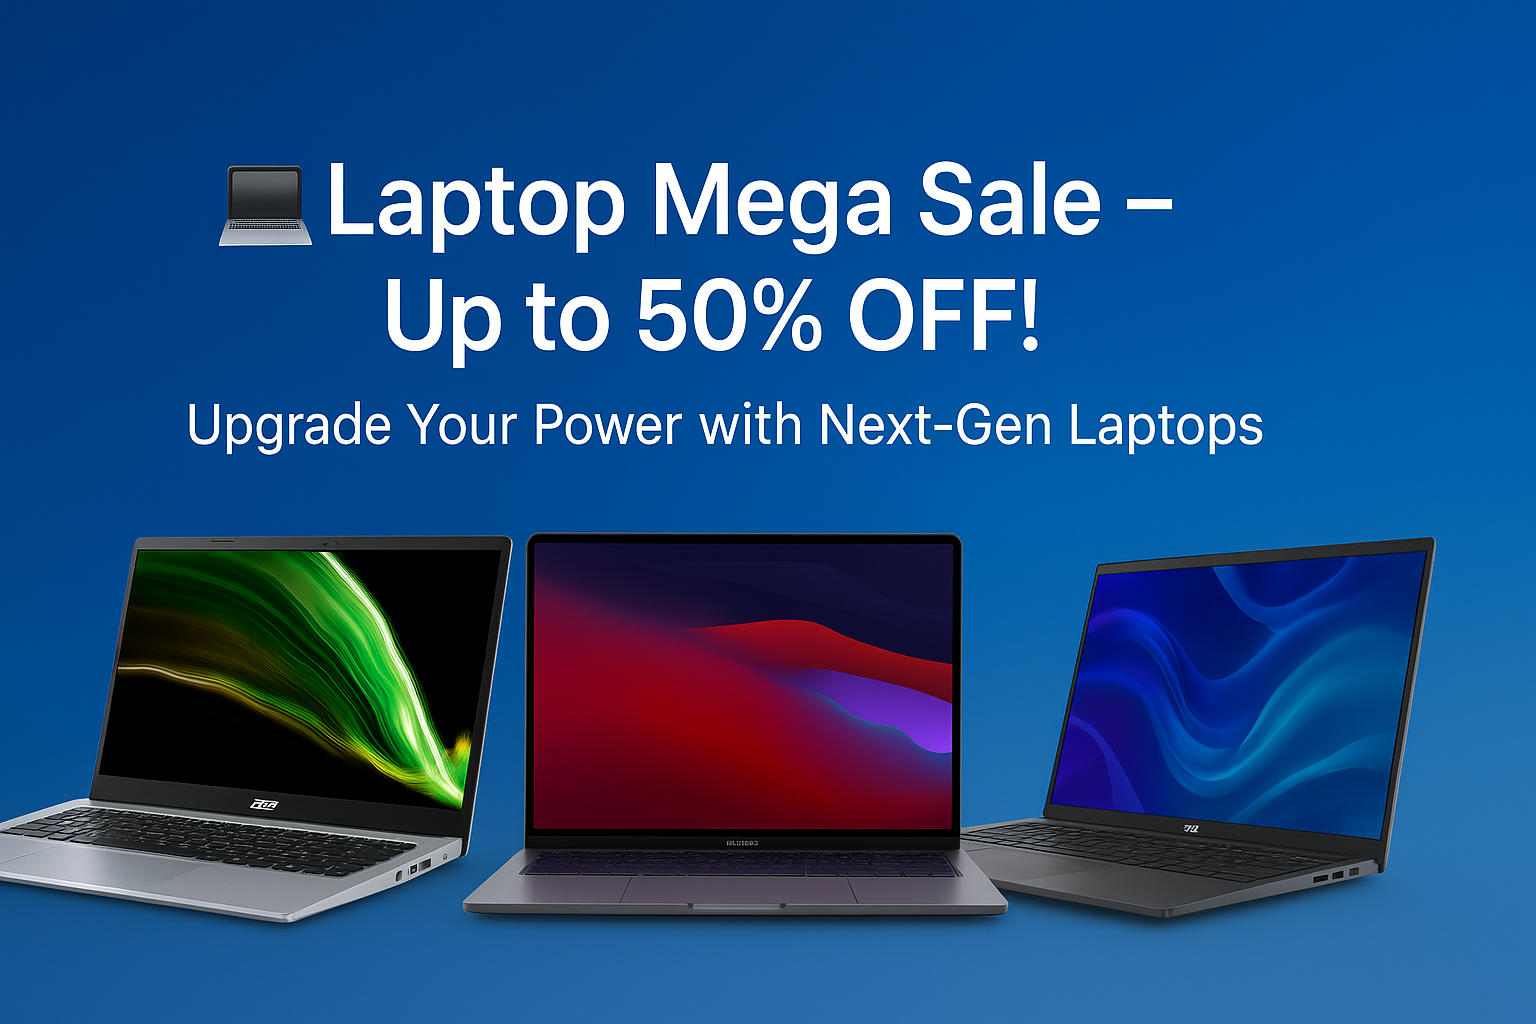 💻 Laptop Mega Sale –
Up to 50% OFF!
Upgrade Your Power with Next-Gen Laptops